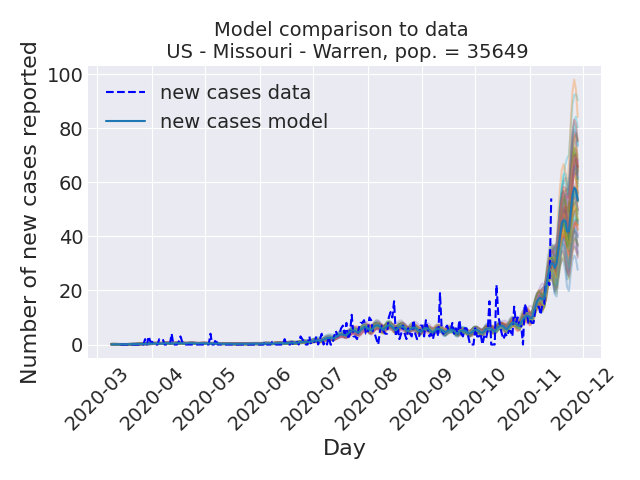 Model comparison to data
US - Missouri - Warren, pop. = 35649
Number of new cases reported
100
80
60
40
20
0
new cases data
new cases model
2020-03
2020-04
2020-05
2020-06
2020-07
2020-08
2020-09
2020-10
2020-11
2020-12
Day